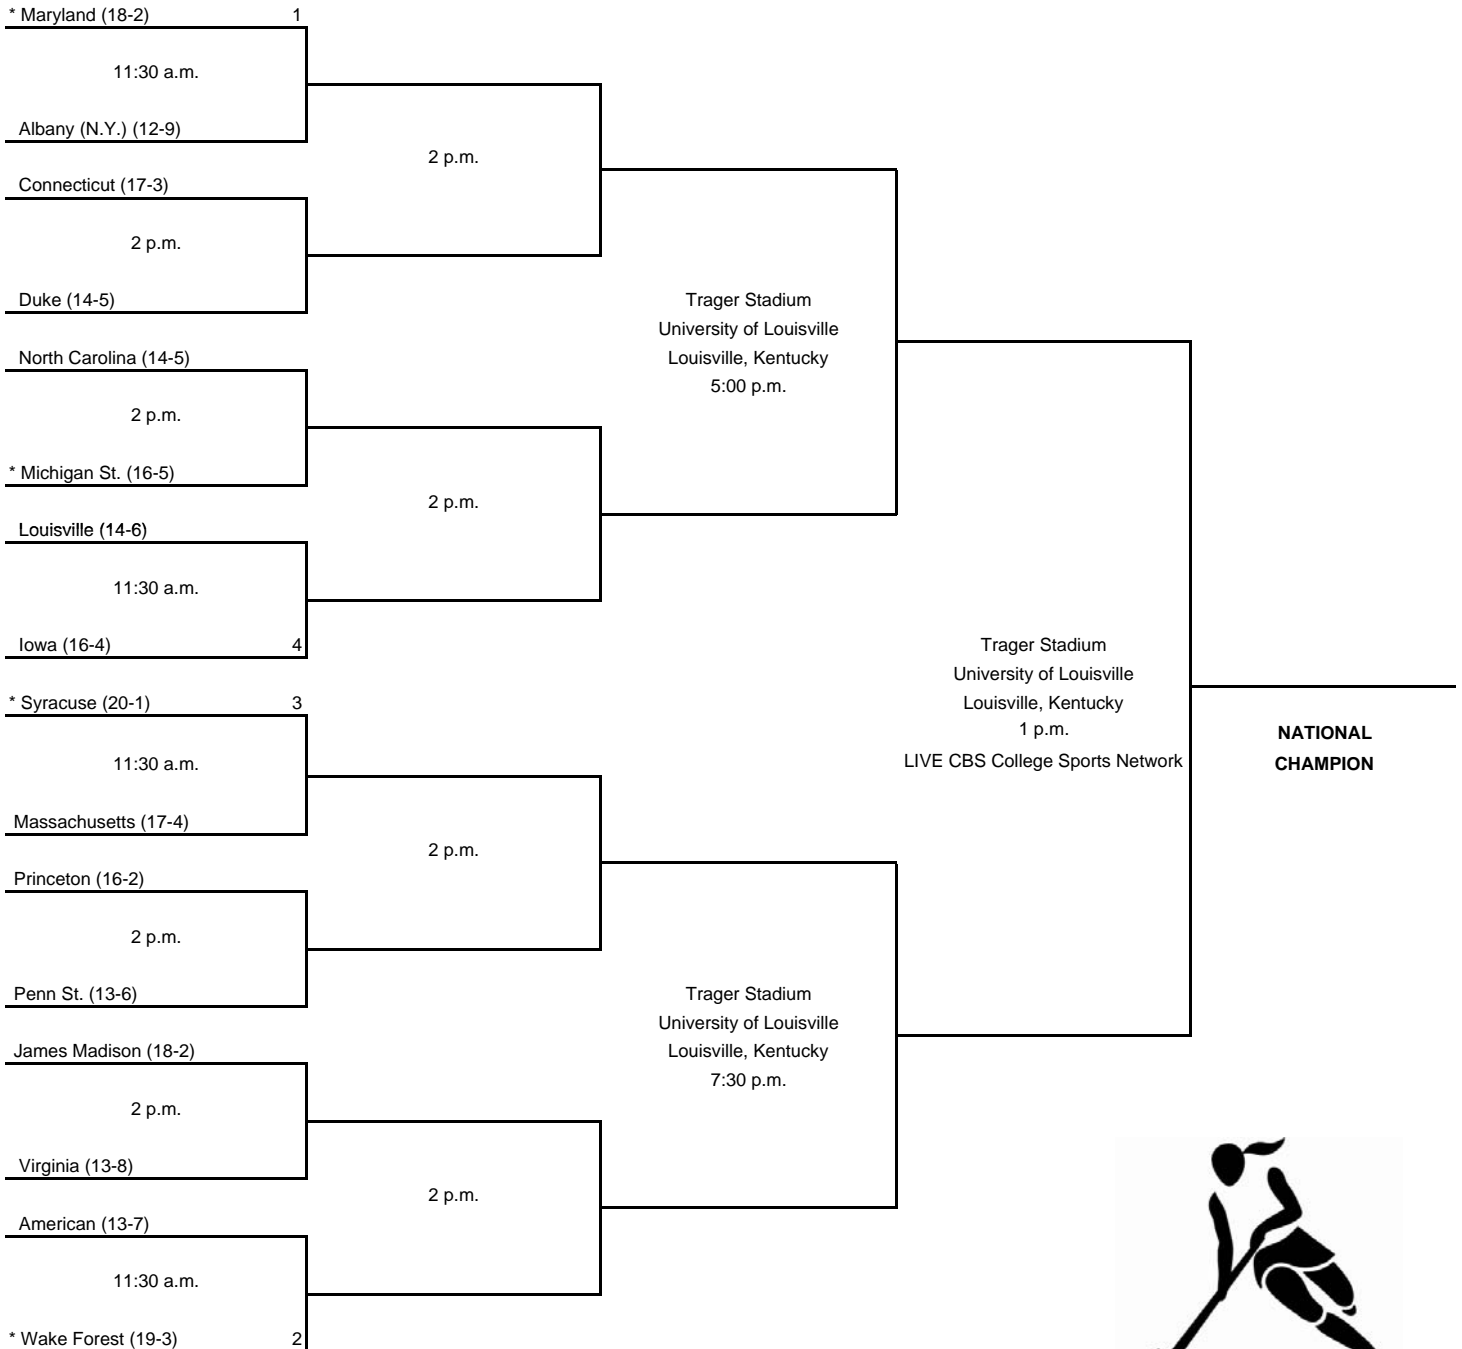 * Maryland (18-2) 1
11:30 a.m.
Albany (N.Y.) (12-9)
2 p.m.
Connecticut (17-3)
2 p.m.
Duke (14-5)
Trager Stadium
University of Louisville
Louisville, Kentucky
5:00 p.m.
North Carolina (14-5)
2 p.m.
* Michigan St. (16-5)
2 p.m.
Louisville (14-6)
11:30 a.m.
Iowa (16-4) 4
Trager Stadium
University of Louisville
Louisville, Kentucky
1 p.m.
LIVE CBS College Sports Network
NATIONAL
CHAMPION
* Syracuse (20-1) 3
11:30 a.m.
Massachusetts (17-4)
2 p.m.
Princeton (16-2)
2 p.m.
Penn St. (13-6)
Trager Stadium
University of Louisville
Louisville, Kentucky
7:30 p.m.
James Madison (18-2)
2 p.m.
Virginia (13-8)
2 p.m.
American (13-7)
11:30 a.m.
* Wake Forest (19-3) 2